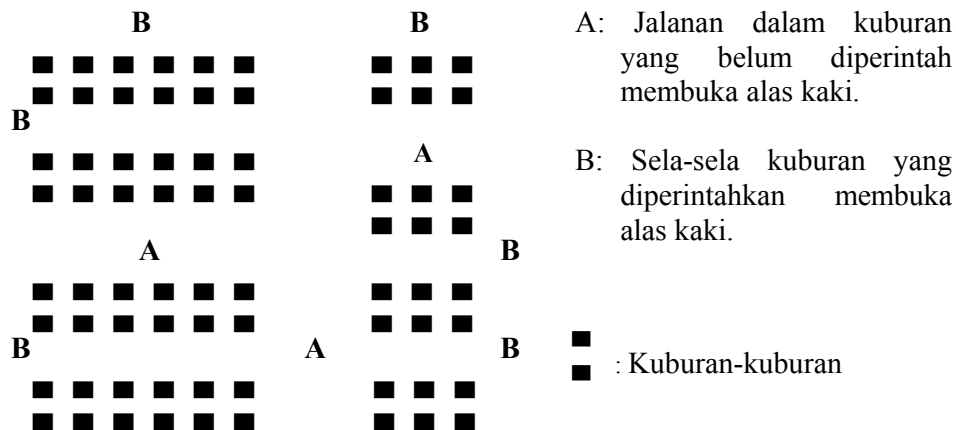 B
B
B
A
A
B
B
A
B
A: Jalanan dalam kuburan
yang belum diperintah
membuka alas kaki.
B: Sela-sela kuburan yang
diperintahkan membuka
alas kaki.
: Kuburan-kuburan